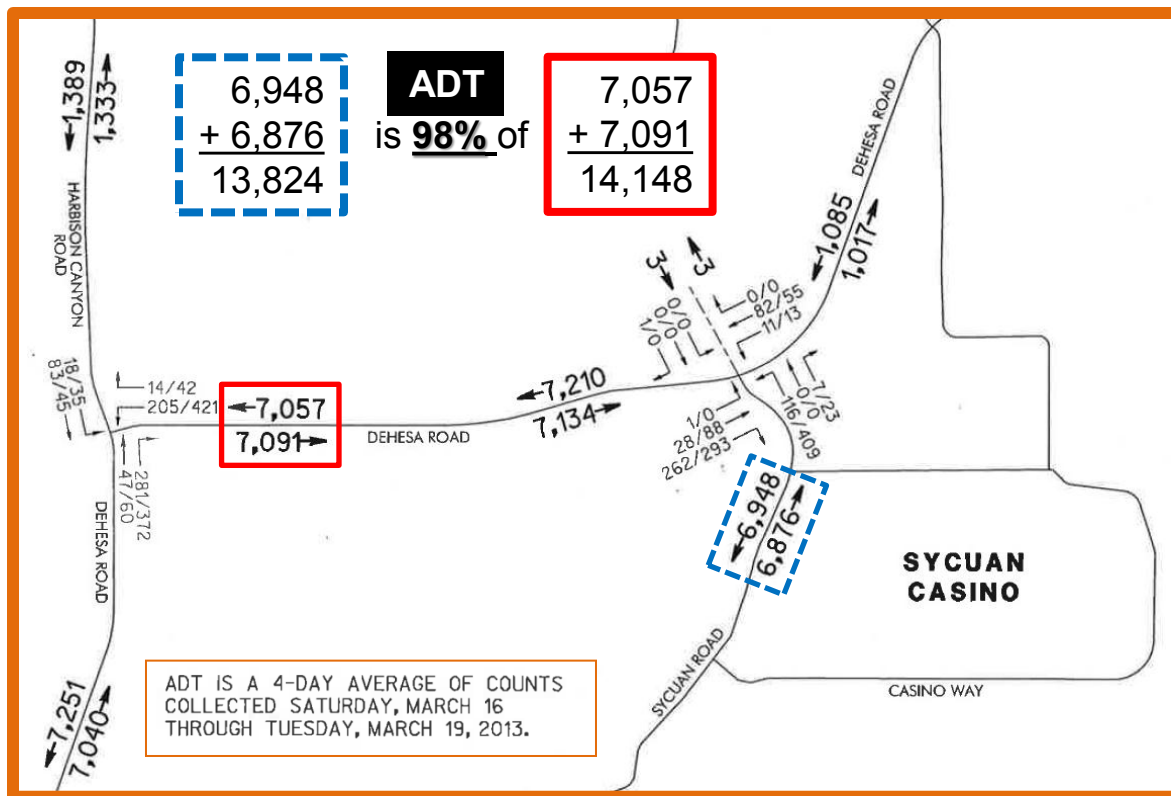 6,948
+ 6,876
13,824
ADT
is 98% of
7,057
+ 7,091
14,148
1,389
1,333
HARBISON CANYON
ROAD
DEHESA ROAD
1,085
1,017
3
3
0/0
82/55
11/13
0/0
0/0
1/0
18/35
83/45
14/42
205/421
7,057
7,091
DEHESA ROAD
7,210
7,134
7/23
0/0
116/409
1/0
28/88
262/293
281/372
47/60
DEHESA ROAD
6,948
6,876
SYCUAN
CASINO
SYCUAN ROAD
CASINO WAY
7,251
7,040
ADT IS A 4-DAY AVERAGE OF COUNTS
COLLECTED SATURDAY, MARCH 16
THROUGH TUESDAY, MARCH 19, 2013.